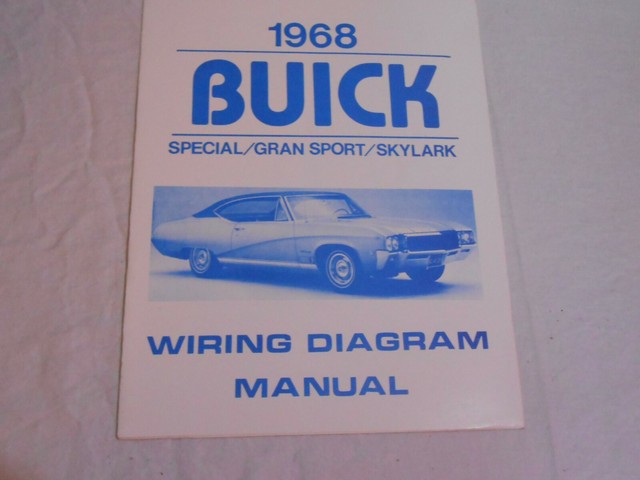 1968
BUICK
SPECIAL/GRAN SPORT/SKYLARK
WIRING DIAGRAM
MANUAL